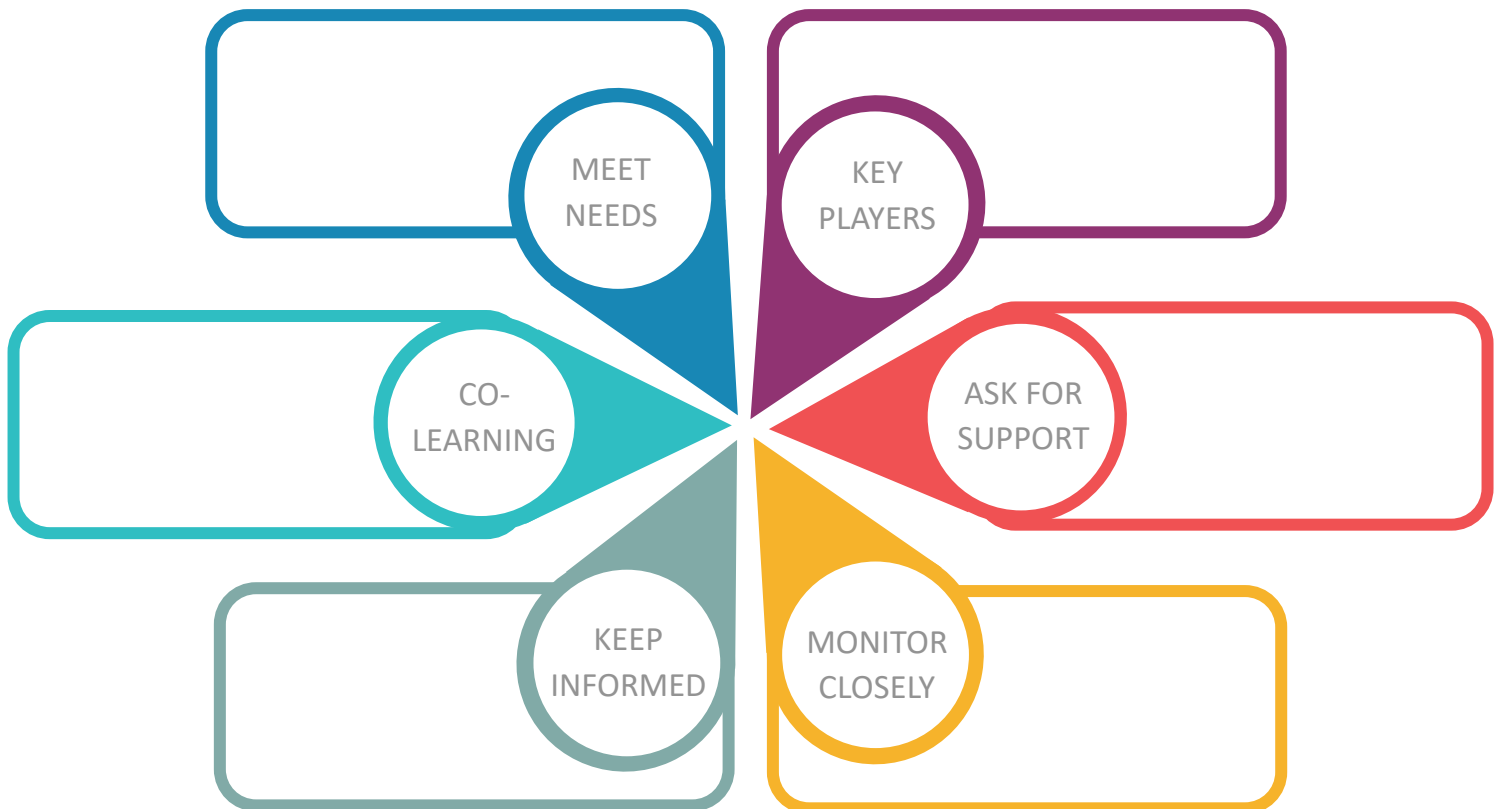 MEET
NEEDS
KEY
PLAYERS
CO-
LEARNING
ASK FOR
SUPPORT
KEEP
INFORMED
MONITOR
CLOSELY